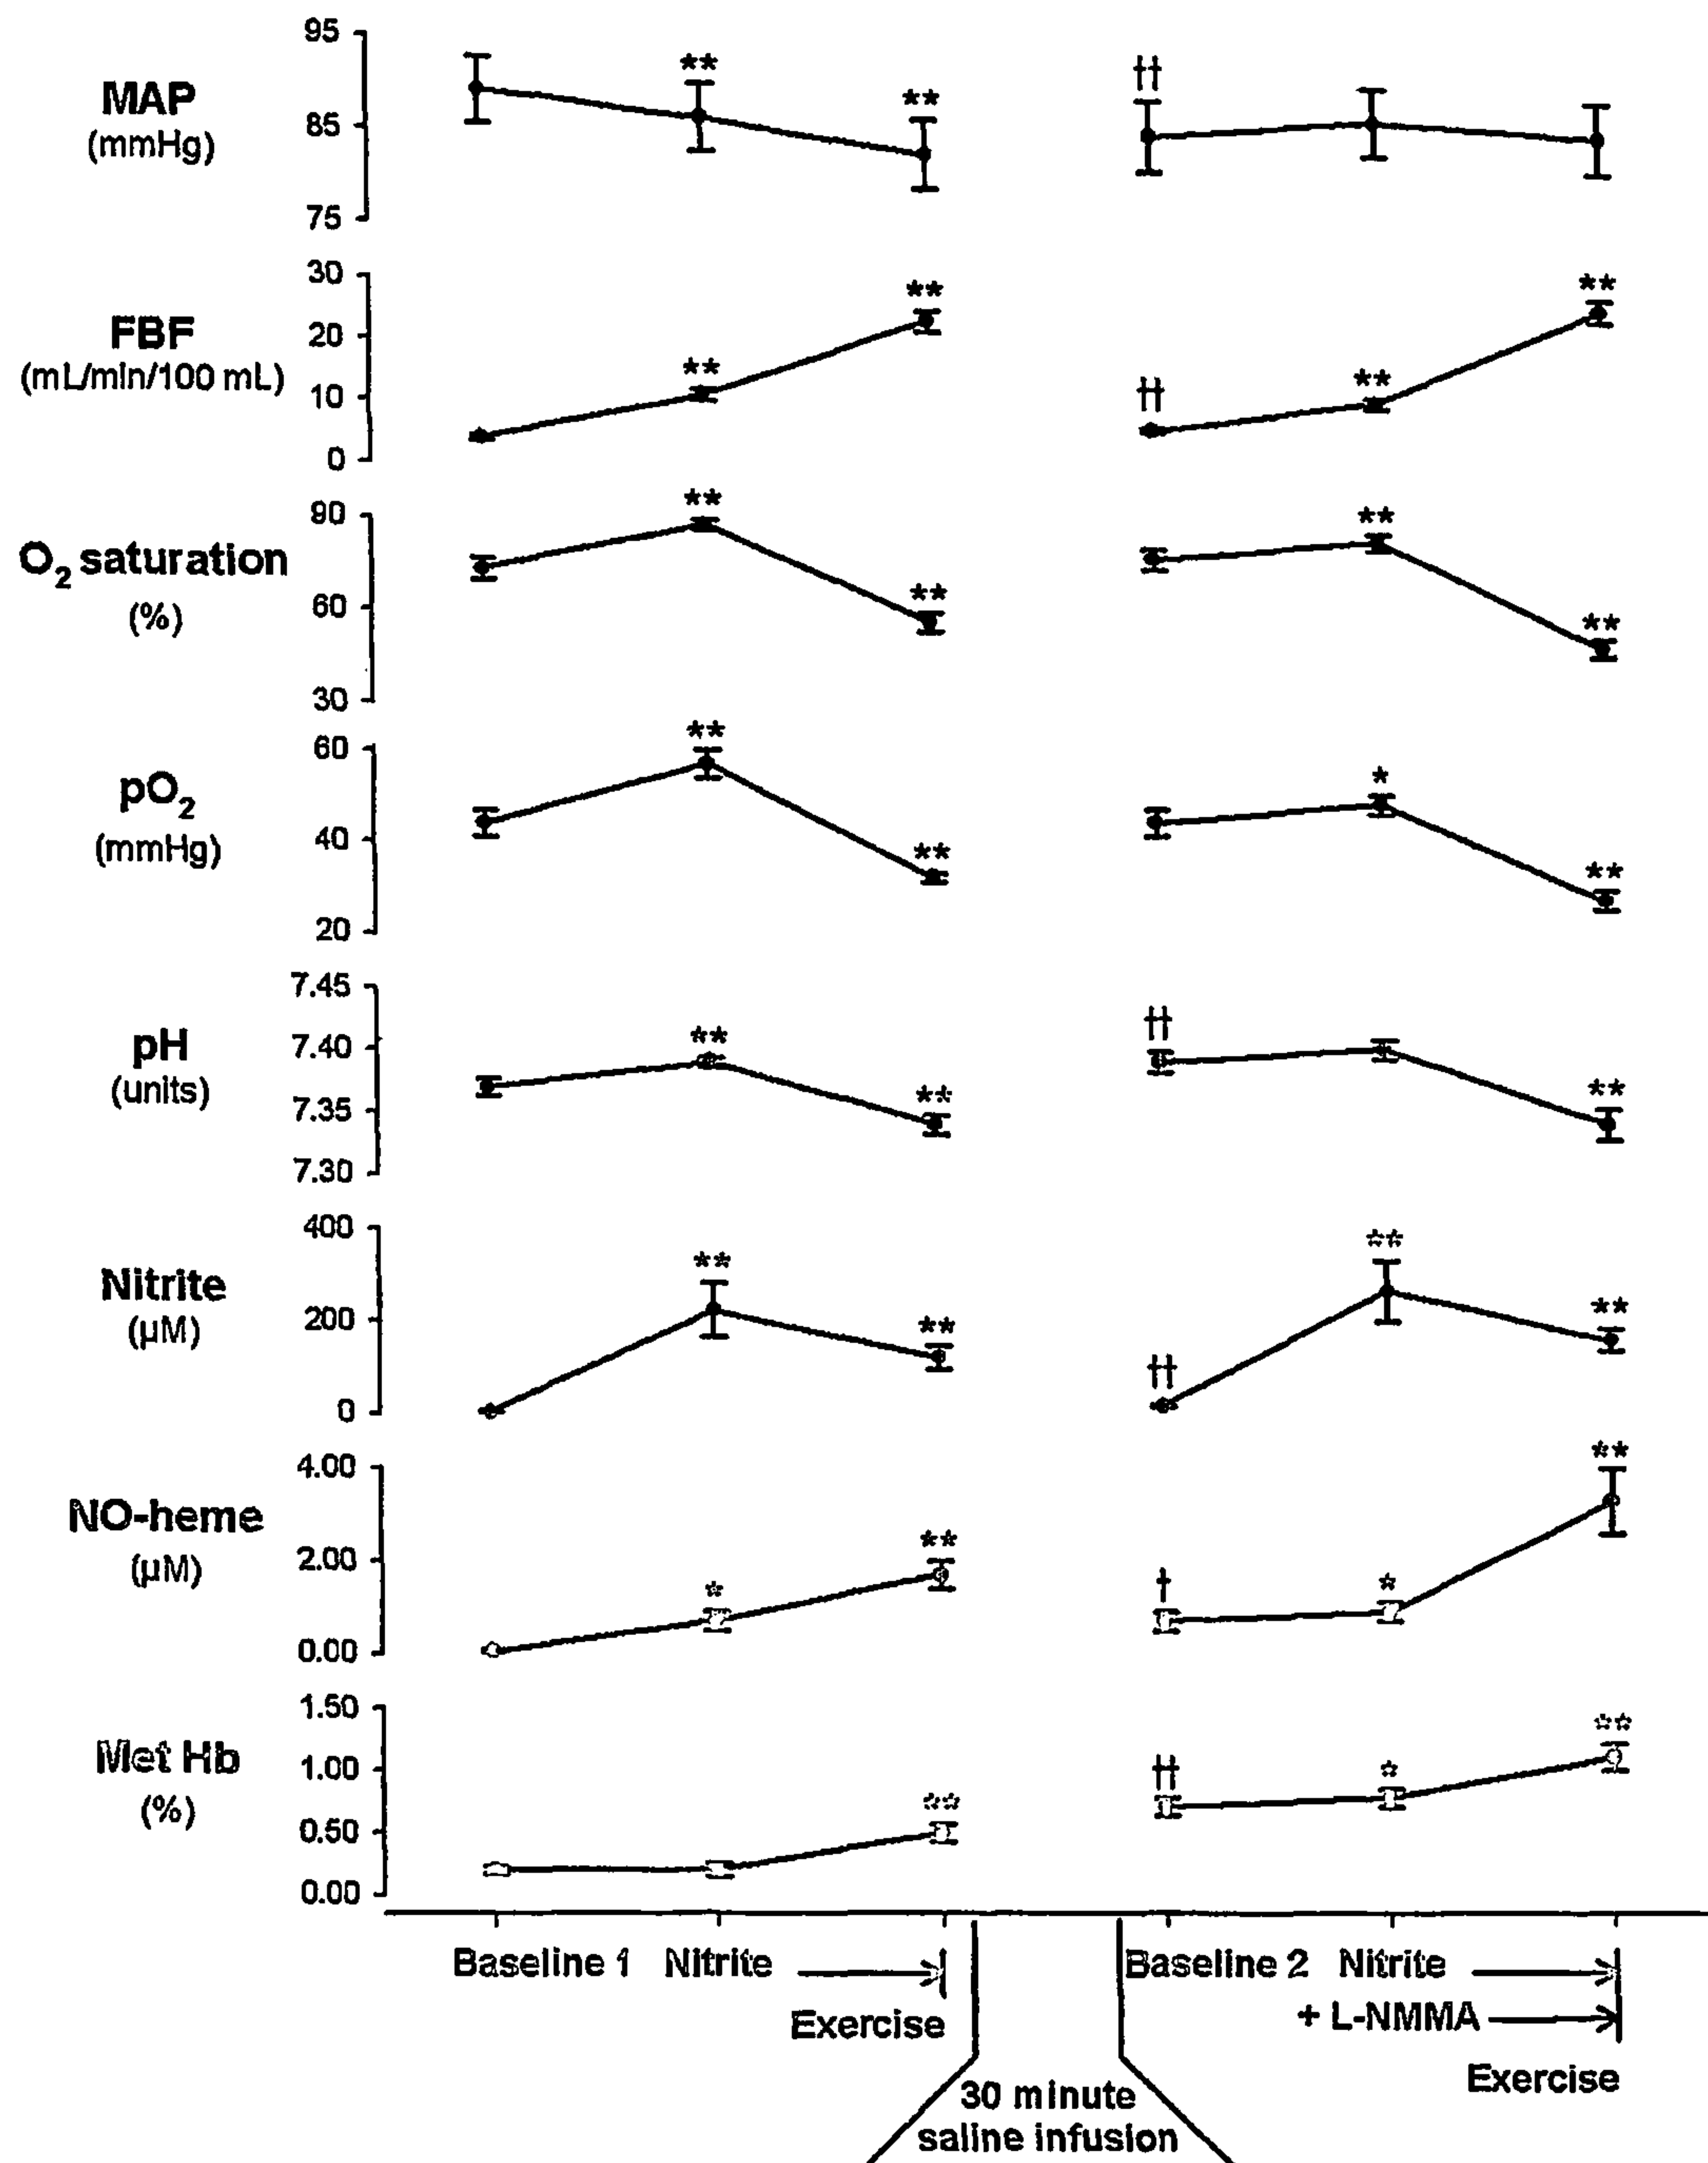 95
MAP
** ** ††
85
(mmHg)
75
30
FBF
20
** **
(mL/min/100 mL)
10
** †† **
0
90
** **
O2 saturation
60
(%)
** **
30
60
** *
pO2
40
(mmHg)
** **
20
7.45
pH
7.40
** ††
(units)
7.35
** **
7.30
400
** **
Nitrite
200
(µM)
** †† **
0
4.00
**
NO-heme
2.00
**
(µM)
* † *
0.00
1.50
**
Met Hb
1.00
†† *
(%)
0.50
**
0.00
Baseline 1 Nitrite
Baseline 2 Nitrite
+ L-NMMA
Exercise
Exercise
30 minute
saline infusion